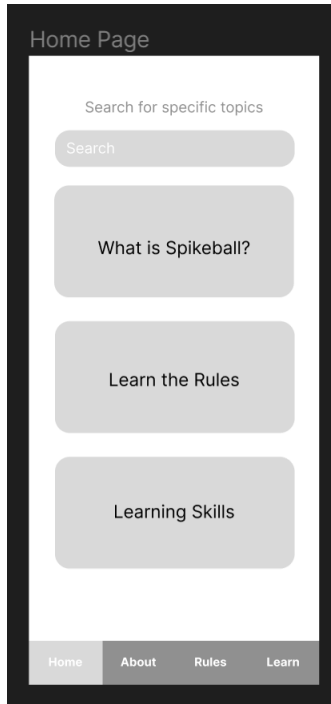 Home Page
Search for specific topics
Search
What is Spikeball?
Learn the Rules
Learning Skills
Home About Rules Learn